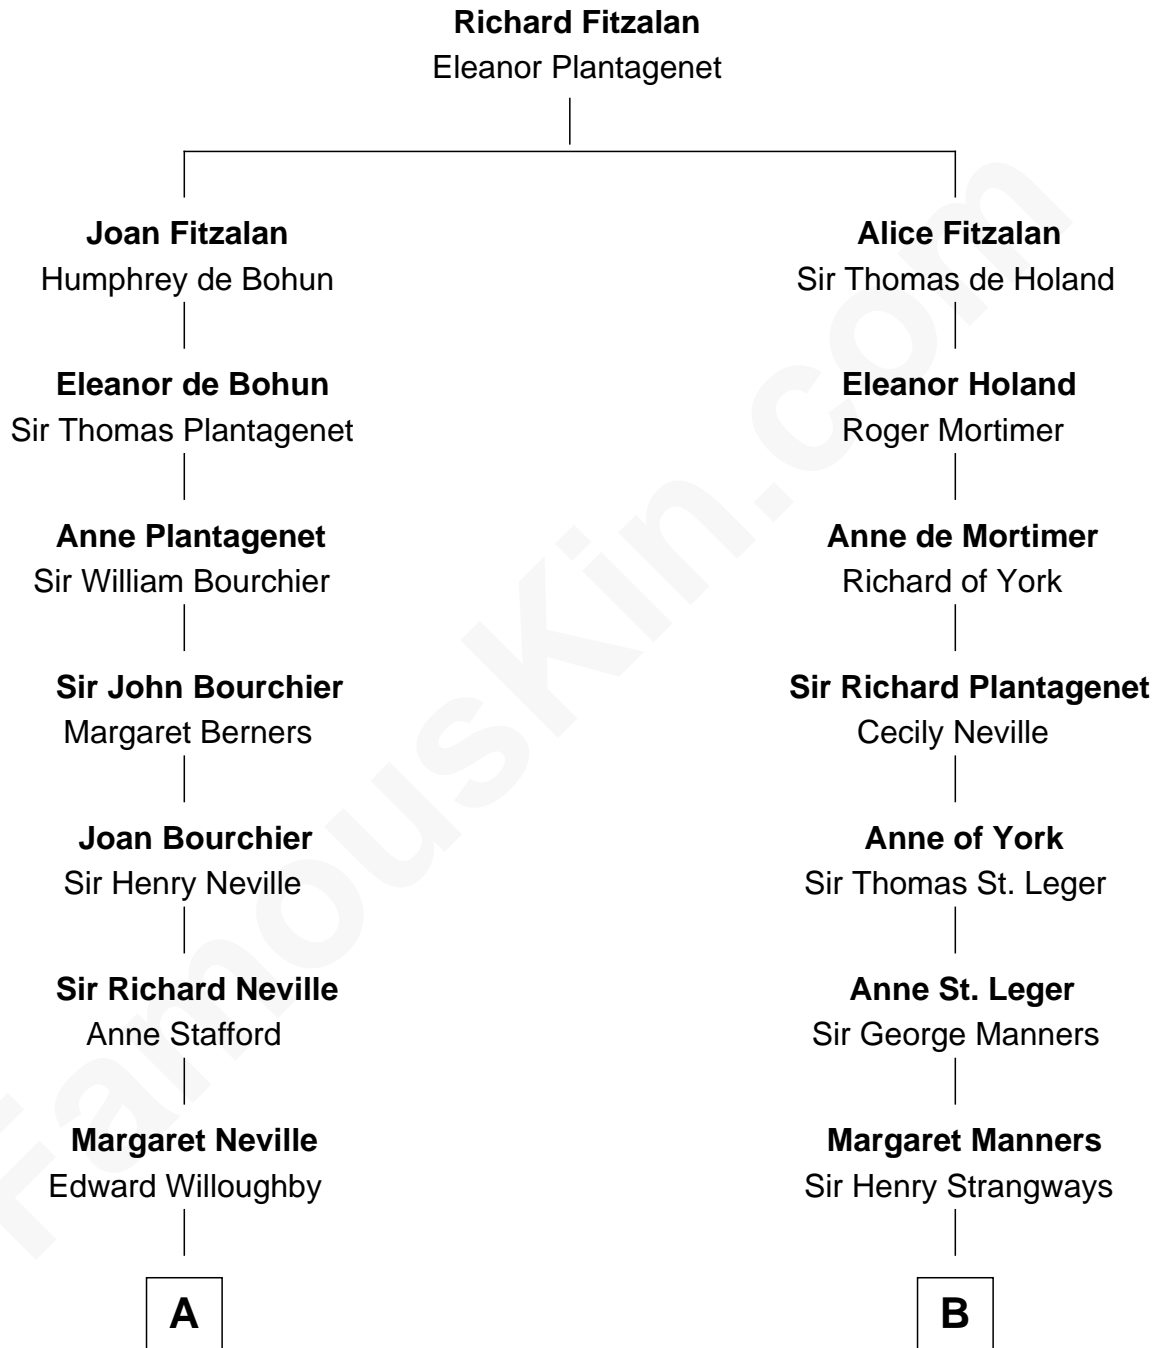 Richard Fitzalan
Eleanor Plantagenet
Joan Fitzalan
Humphrey de Bohun
Alice Fitzalan
Sir Thomas de Holand
Eleanor de Bohun
Sir Thomas Plantagenet
Eleanor Holand
Roger Mortimer
Anne Plantagenet
Sir William Bourchier
Anne de Mortimer
Richard of York
Sir John Bourchier
Margaret Berners
Sir Richard Plantagenet
Cecily Neville
Joan Bourchier
Sir Henry Neville
Anne of York
Sir Thomas St. Leger
Sir Richard Neville
Anne Stafford
Anne St. Leger
Sir George Manners
Margaret Neville
Edward Willoughby
Margaret Manners
Sir Henry Strangways
A
B
FamousKin.com